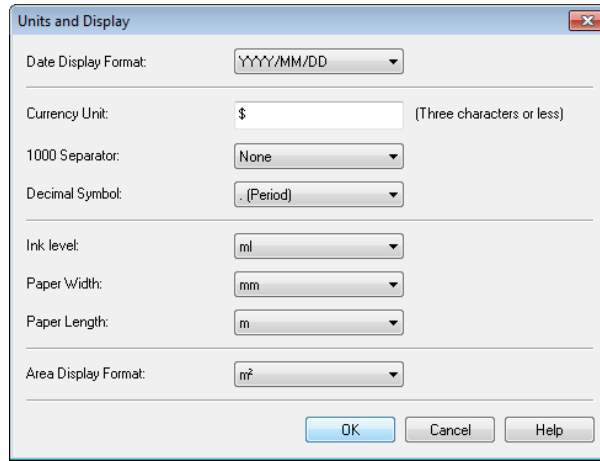 Units and Display
Date Display Format: YYYY/MM/DD
Currency Unit: $ (Three characters or less)
1000 Separator: None
Decimal Symbol: . (Period)
Ink level: ml
Paper Width: mm
Paper Length: m
Area Display Format: m²
OK Cancel Help